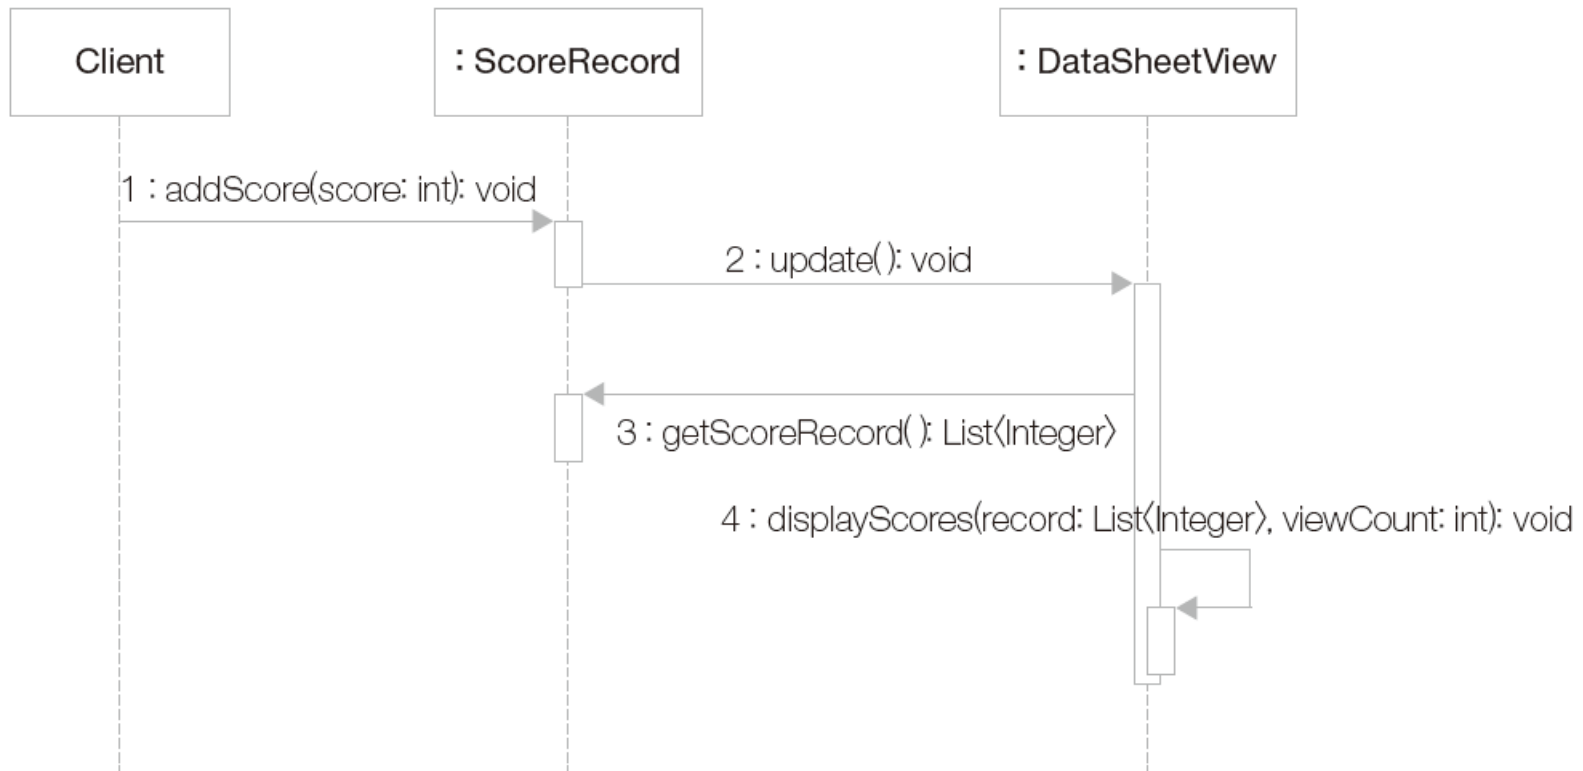 Client
: ScoreRecord
: DataSheetView
1 : addScore(score: int): void
2 : update( ): void
3 : getScoreRecord( ): List〈Integer〉
4 : displayScores(record: List〈Integer〉, viewCount: int): void